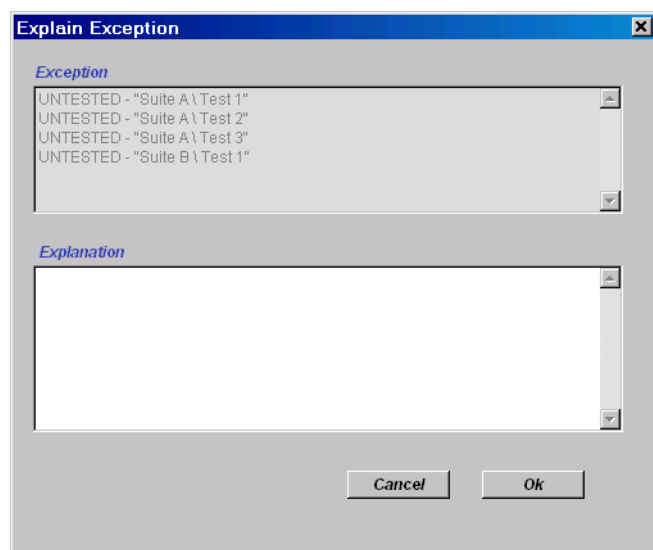 Explain Exception
Exception
UNTESTED - "Suite A \ Test 1"
UNTESTED - "Suite A \ Test 2"
UNTESTED - "Suite A \ Test 3"
UNTESTED - "Suite B \ Test 1"
Explanation
Cancel Ok